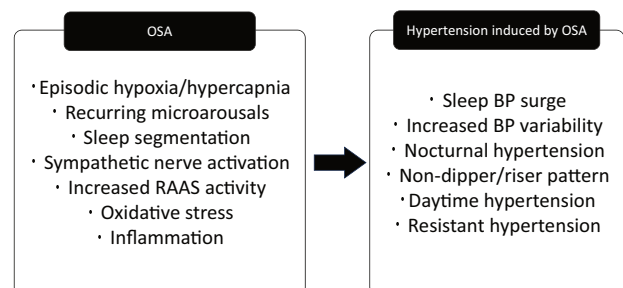 OSA
· Episodic hypoxia/hypercapnia
· Recurring microarousals
· Sleep segmentation
· Sympathetic nerve activation
· Increased RAAS activity
· Oxidative stress
· Inflammation
Hypertension induced by OSA
· Sleep BP surge
· Increased BP variability
· Nocturnal hypertension
· Non-dipper/riser pattern
· Daytime hypertension
· Resistant hypertension